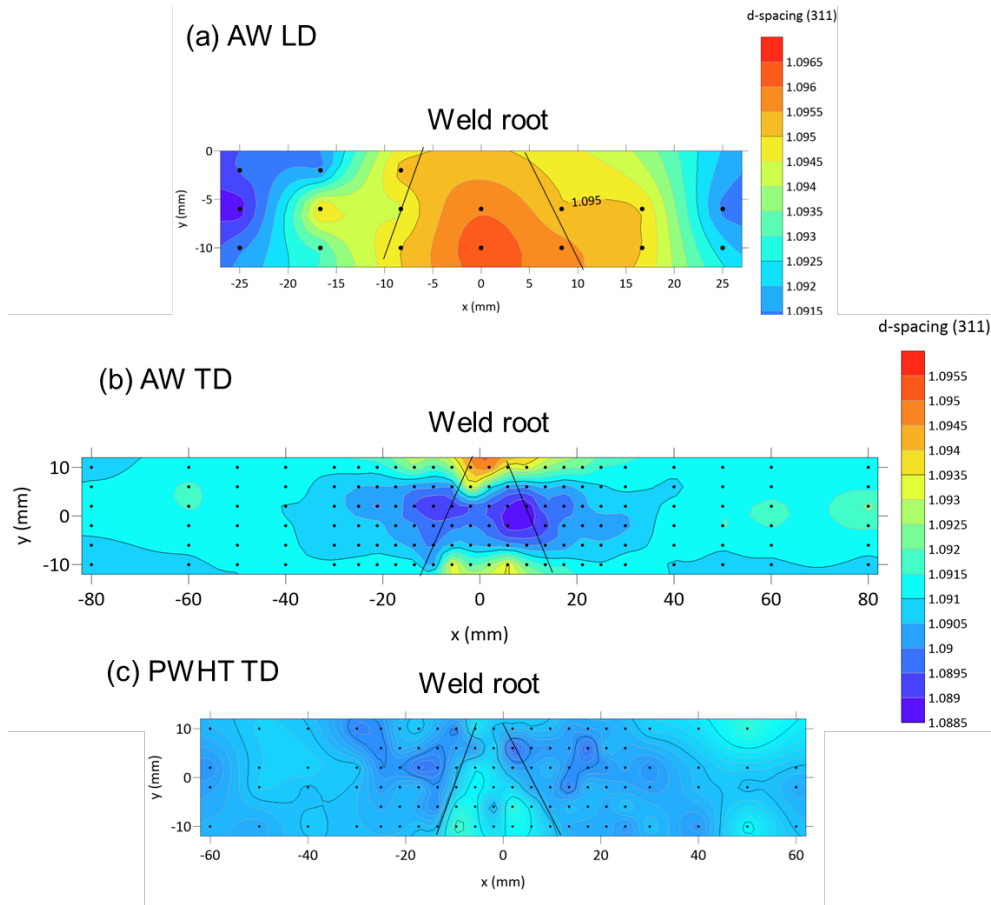 d-spacing (311)
(a) AW LD
1.0965
1.096
1.0955
1.095
1.0945
1.094
1.0935
1.093
1.0925
1.092
1.0915
Weld root
0
-5
-10
y (mm)
1.095
-25 -20 -15 -10 -5 0 5 10 15 20 25
x (mm)
d-spacing (311)
(b) AW TD
1.0955
1.095
1.0945
1.094
1.0935
1.093
1.0925
1.092
1.0915
1.091
1.0905
1.09
1.0895
1.089
1.0885
Weld root
10
0
-10
y (mm)
-80 -60 -40 -20 0 20 40 60 80
x (mm)
(c) PWHT TD
Weld root
10
0
-10
y (mm)
-60 -40 -20 0 20 40 60
x (mm)